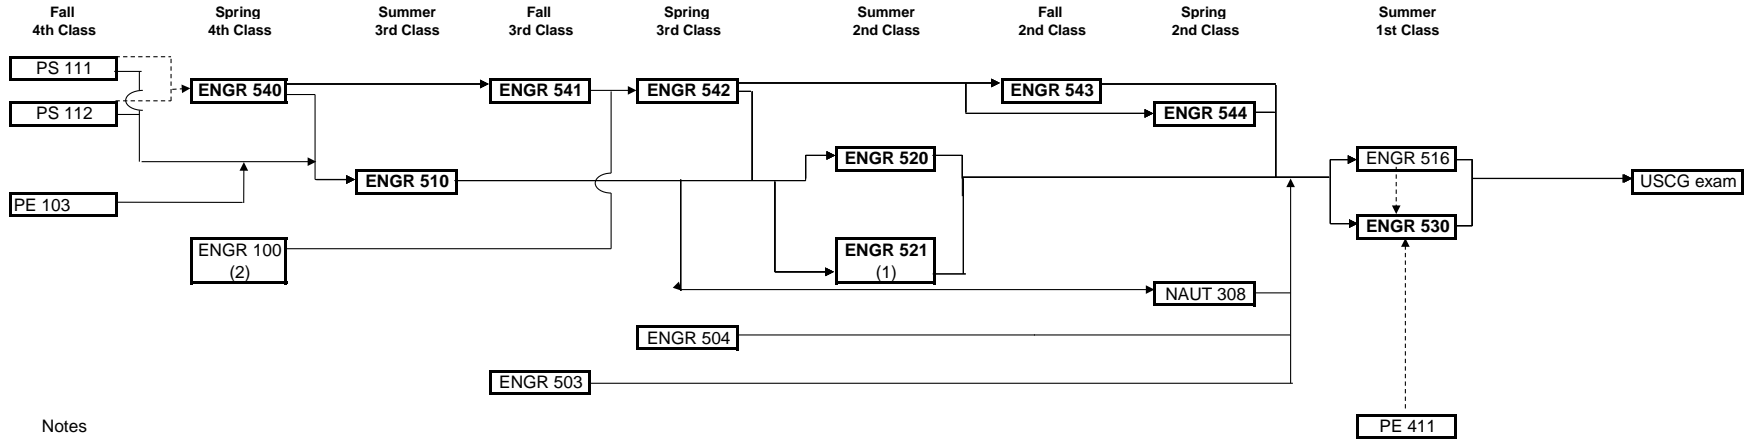 Fall Spring Summer Fall Spring Summer Fall Spring Summer
4th Class 4th Class 3rd Class 3rd Class 3rd Class 2nd Class 2nd Class 2nd Class 1st Class
PS 111
ENGR 540 ENGR 541 ENGR 542 ENGR 543
PS 112 ENGR 544
ENGR 520 ENGR 516
ENGR 510 USCG exam
PE 103
ENGR 530
ENGR 100 ENGR 521
(2) (1)
NAUT 308
ENGR 504
ENGR 503
Notes PE 411